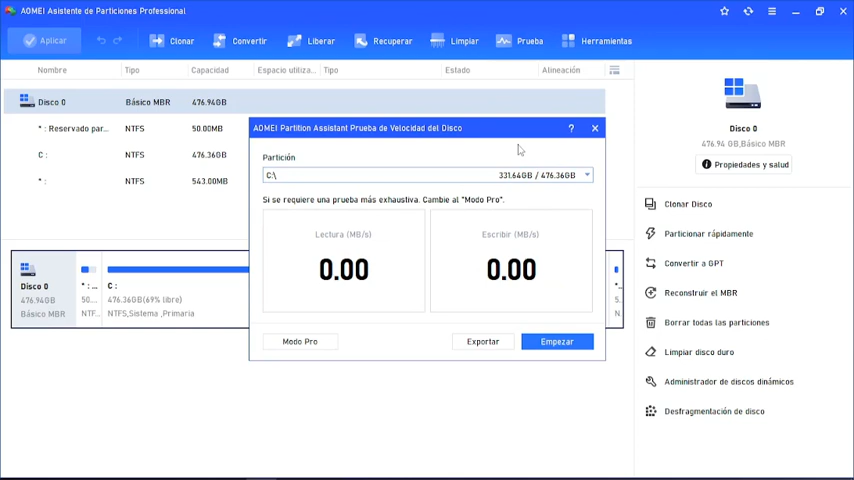 AOMEI Asistente de Particiones Professional
Aplicar Clonar Convertir Liberar Recuperar Limpiar Prueba Herramientas
Nombre Tipo Capacidad Espacio utiliza... Tipo Estado Alineación
Disco 0 Básico MBR 476.94GB
* : Reservado par... NTFS 50.00MB
C : NTFS 476.36GB
* : NTFS 543.00MB
AOMEI Partition Assistant Prueba de Velocidad del Disco
Partición
C:\ 331.64GB / 476.36GB
Si se requiere una prueba más exhaustiva. Cambie al "Modo Pro".
Lectura (MB/s) Escribir (MB/s)
0.00 0.00
Modo Pro Exportar Empezar
Disco 0
476.94GB
Básico MBR
* : ...
50...
NTF...
C :
476.36GB(69% libre)
NTFS,Sistema ,Primaria
*...
5...
N...
Disco 0
476.94 GB,Básico MBR
Propiedades y salud
Clonar Disco
Particionar rápidamente
Convertir a GPT
Reconstruir el MBR
Borrar todas las particiones
Limpiar disco duro
Administrador de discos dinámicos
Desfragmentación de disco